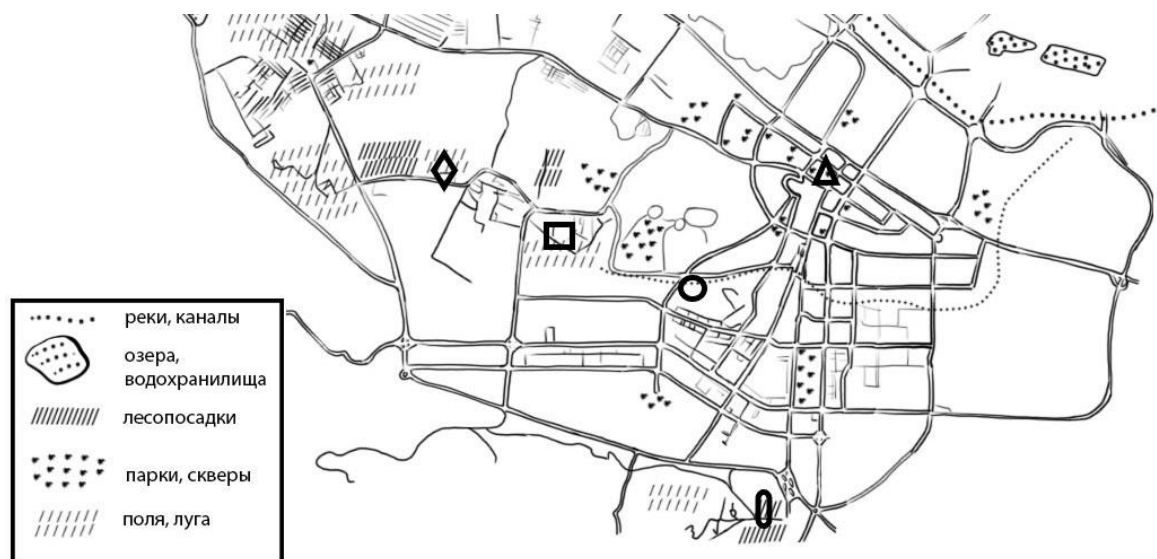 реки, каналы
озера,
водохранилища
лесопосадки
парки, скверы
поля, луга